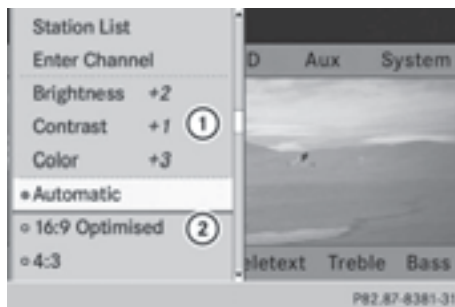 Station List
Enter Channel
D Aux System
Brightness +2
Contrast +1 1
Color +3
Automatic
16:9 Optimised 2
4:3
eletext Treble Bass
P82.87-8381-31